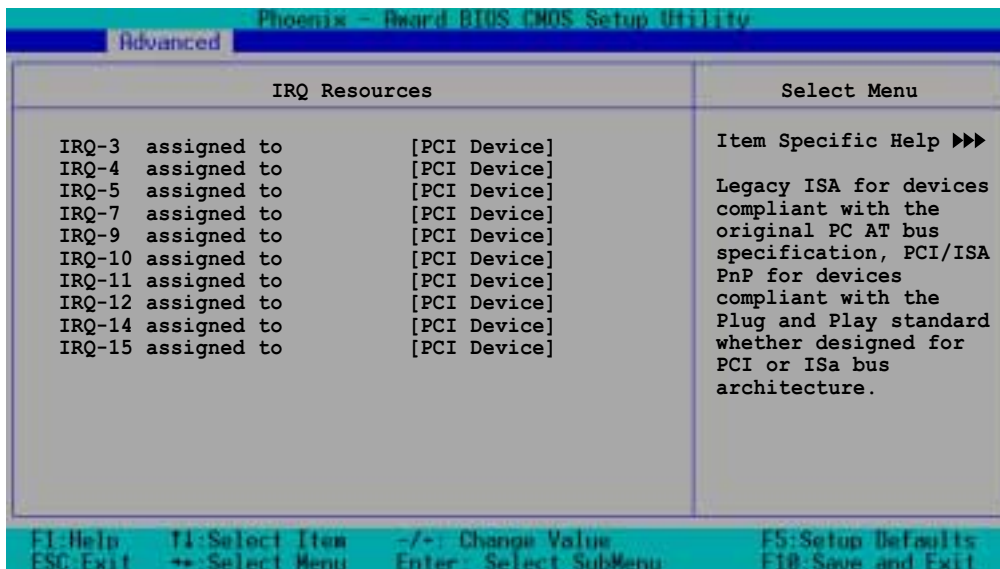 Phoenix - Award BIOS CMOS Setup Utility
Advanced
IRQ Resources
Select Menu
IRQ-3 assigned to [PCI Device]
IRQ-4 assigned to [PCI Device]
IRQ-5 assigned to [PCI Device]
IRQ-7 assigned to [PCI Device]
IRQ-9 assigned to [PCI Device]
IRQ-10 assigned to [PCI Device]
IRQ-11 assigned to [PCI Device]
IRQ-12 assigned to [PCI Device]
IRQ-14 assigned to [PCI Device]
IRQ-15 assigned to [PCI Device]
Item Specific Help ▶▶▶
Legacy ISA for devices
compliant with the
original PC AT bus
specification, PCI/ISA
PnP for devices
compliant with the
Plug and Play standard
whether designed for
PCI or ISa bus
architecture.
F1:Help ↑↓:Select Item -/+: Change Value F5:Setup Defaults
ESC:Exit ↔:Select Menu Enter: Select SubMenu F10:Save and Exit